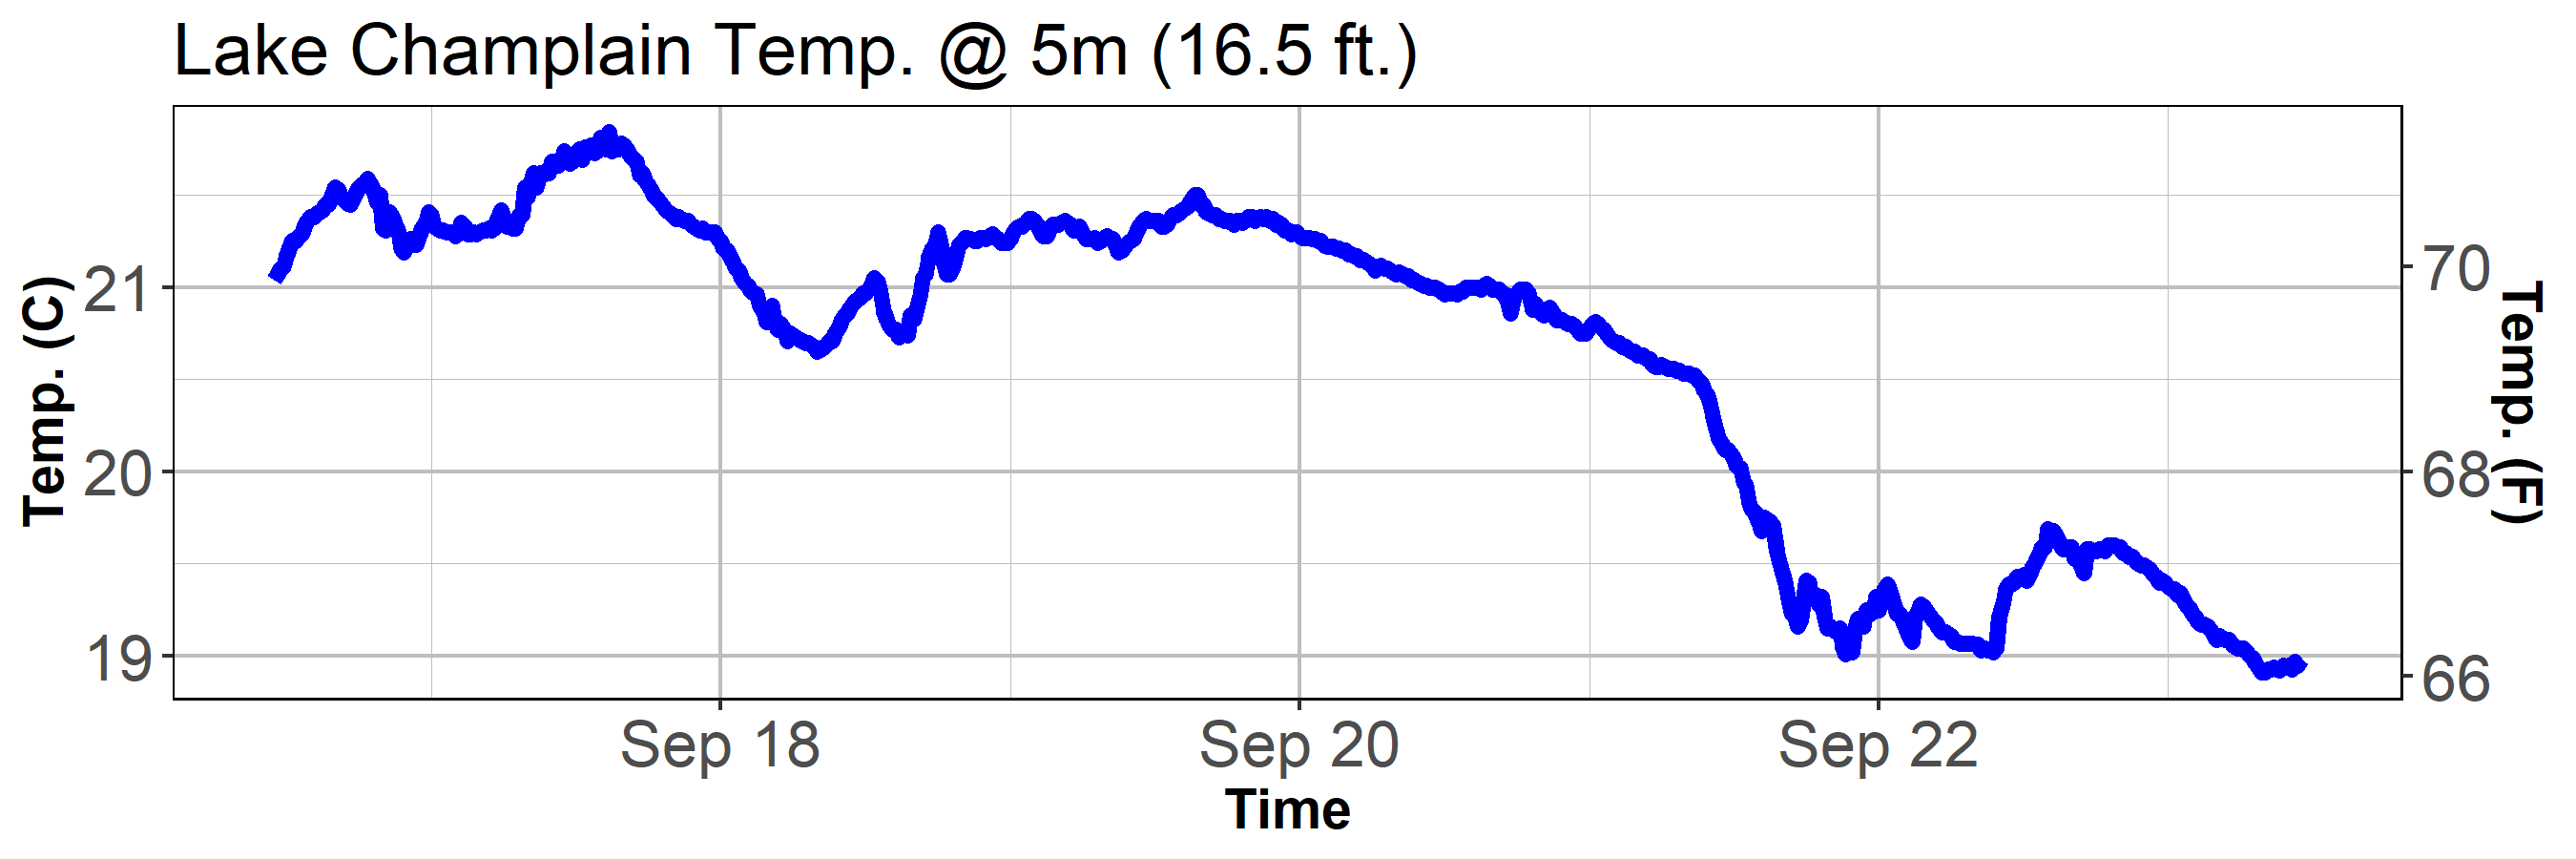 Lake Champlain Temp. @ 5m (16.5 ft.)
Temp. (C)
21
20
19
70
68
66
Temp. (F)
Sep 18
Sep 20
Sep 22
Time